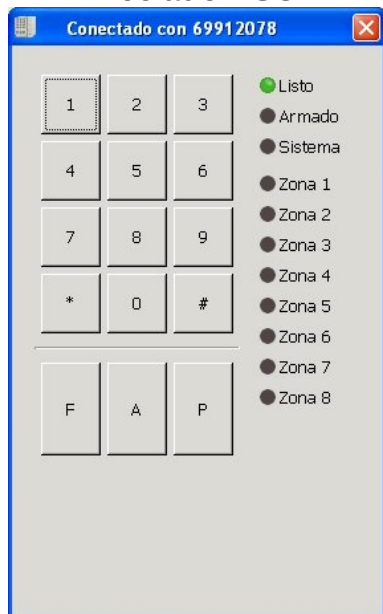 Conectado con 69912078
1 2 3
4 5 6
7 8 9
* 0 #
F A P
Listo
Armado
Sistema
Zona 1
Zona 2
Zona 3
Zona 4
Zona 5
Zona 6
Zona 7
Zona 8